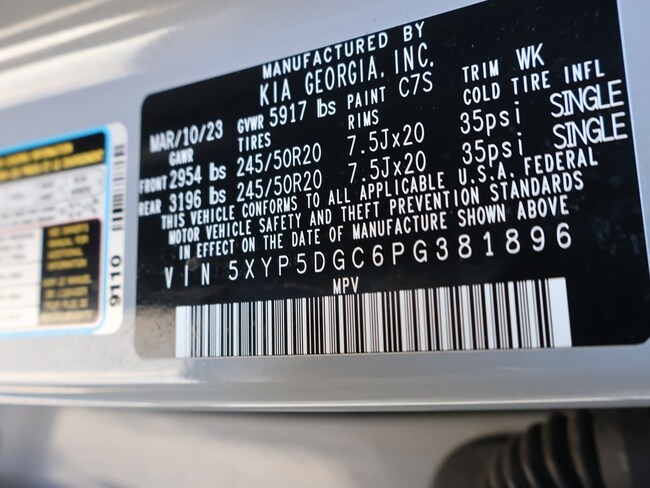 MANUFACTURED BY
KIA GEORGIA, INC.
MAR/10/23 GVWR 5917 lbs PAINT C7S TRIM WK
GAWR TIRES RIMS COLD TIRE INFL
FRONT 2954 lbs 245/50R20 7.5Jx20 35psi SINGLE
REAR 3196 lbs 245/50R20 7.5Jx20 35psi SINGLE
THIS VEHICLE CONFORMS TO ALL APPLICABLE U.S.A. FEDERAL
MOTOR VEHICLE SAFETY AND THEFT PREVENTION STANDARDS
IN EFFECT ON THE DATE OF MANUFACTURE SHOWN ABOVE
VIN 5XYP5DGC6PG381896
MPV
9110